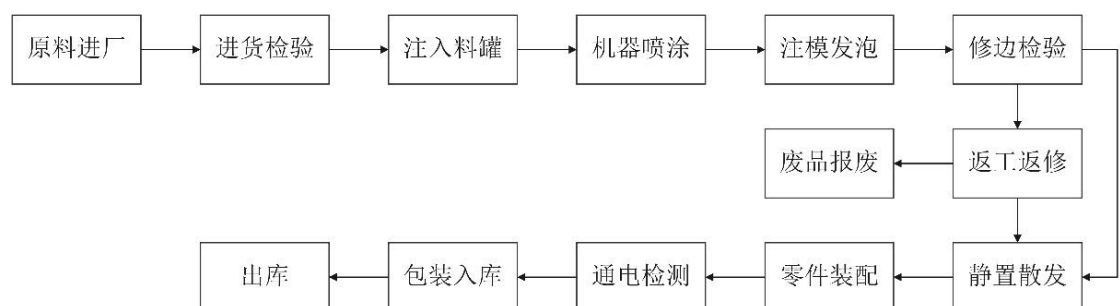 原料进厂
进货检验
注入料罐
机器喷涂
注模发泡
修边检验
废品报废
返工返修
出库
包装入库
通电检测
零件装配
静置散发